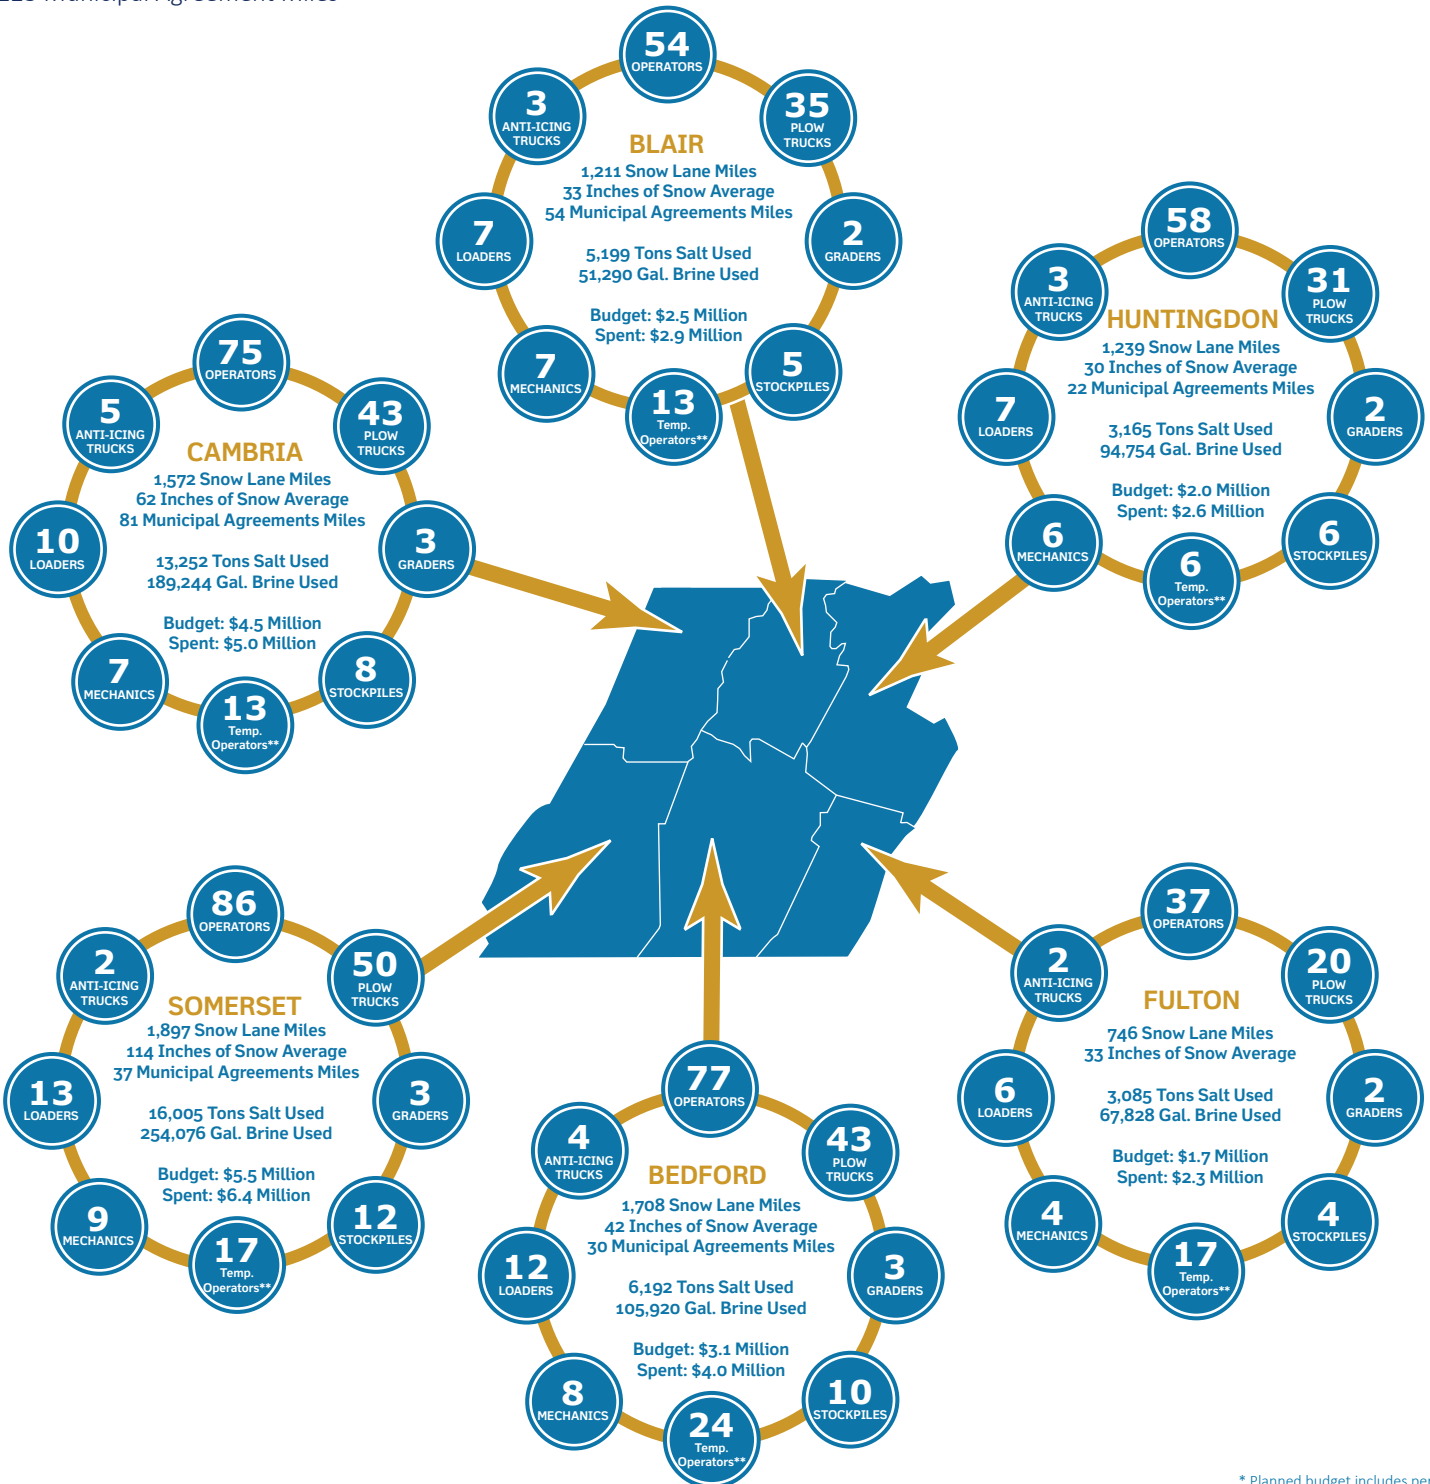 Municipal Agreement Miles
54
OPERATORS
3
ANTI-ICING
TRUCKS
35
PLOW
TRUCKS
BLAIR
1,211 Snow Lane Miles
33 Inches of Snow Average
54 Municipal Agreements Miles
5,199 Tons Salt Used
51,290 Gal. Brine Used
Budget: $2.5 Million
Spent: $2.9 Million
7
LOADERS
2
GRADERS
7
MECHANICS
13
Temp.
Operators**
5
STOCKPILES
58
OPERATORS
3
ANTI-ICING
TRUCKS
31
PLOW
TRUCKS
HUNTINGDON
1,239 Snow Lane Miles
30 Inches of Snow Average
22 Municipal Agreements Miles
3,165 Tons Salt Used
94,754 Gal. Brine Used
Budget: $2.0 Million
Spent: $2.6 Million
7
LOADERS
2
GRADERS
6
MECHANICS
6
Temp.
Operators**
6
STOCKPILES
75
OPERATORS
5
ANTI-ICING
TRUCKS
43
PLOW
TRUCKS
CAMBRIA
1,572 Snow Lane Miles
62 Inches of Snow Average
81 Municipal Agreements Miles
13,252 Tons Salt Used
189,244 Gal. Brine Used
Budget: $4.5 Million
Spent: $5.0 Million
10
LOADERS
3
GRADERS
7
MECHANICS
13
Temp.
Operators**
8
STOCKPILES
86
OPERATORS
2
ANTI-ICING
TRUCKS
50
PLOW
TRUCKS
SOMERSET
1,897 Snow Lane Miles
114 Inches of Snow Average
37 Municipal Agreements Miles
16,005 Tons Salt Used
254,076 Gal. Brine Used
Budget: $5.5 Million
Spent: $6.4 Million
13
LOADERS
3
GRADERS
9
MECHANICS
17
Temp.
Operators**
12
STOCKPILES
77
OPERATORS
4
ANTI-ICING
TRUCKS
43
PLOW
TRUCKS
BEDFORD
1,708 Snow Lane Miles
42 Inches of Snow Average
30 Municipal Agreements Miles
6,192 Tons Salt Used
105,920 Gal. Brine Used
Budget: $3.1 Million
Spent: $4.0 Million
12
LOADERS
3
GRADERS
8
MECHANICS
24
Temp.
Operators**
10
STOCKPILES
37
OPERATORS
2
ANTI-ICING
TRUCKS
20
PLOW
TRUCKS
FULTON
746 Snow Lane Miles
33 Inches of Snow Average
3,085 Tons Salt Used
67,828 Gal. Brine Used
Budget: $1.7 Million
Spent: $2.3 Million
6
LOADERS
2
GRADERS
4
MECHANICS
17
Temp.
Operators**
4
STOCKPILES
* Planned budget includes